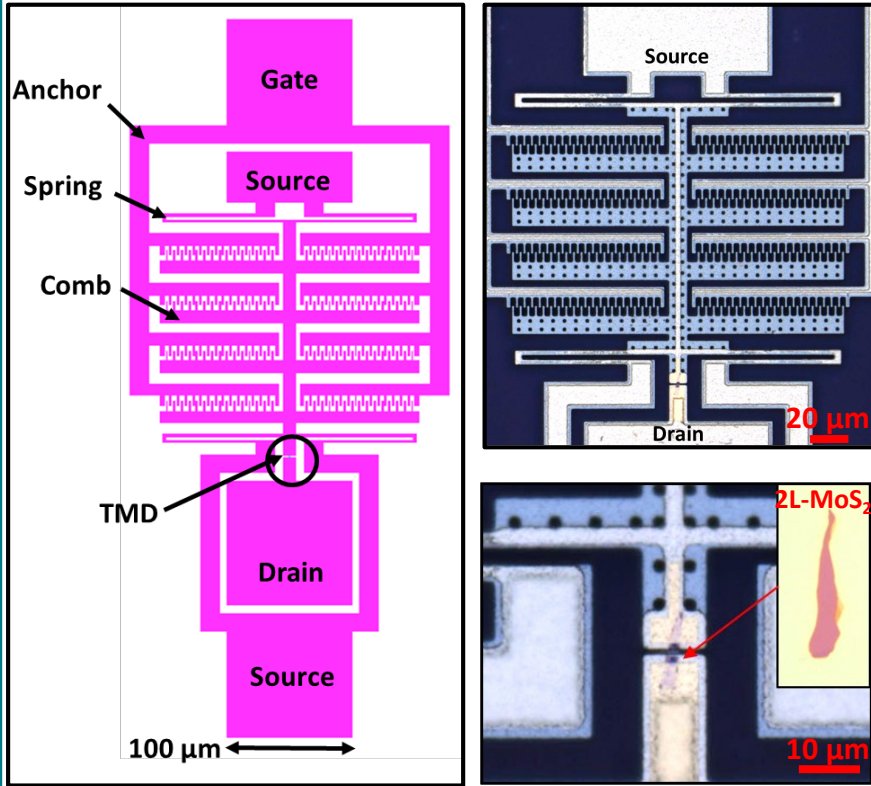 Gate
Anchor
Source
Spring
Comb
TMD
Drain
Source
100 μm
Source
Drain
20 μm
2L-MoS₂
10 μm